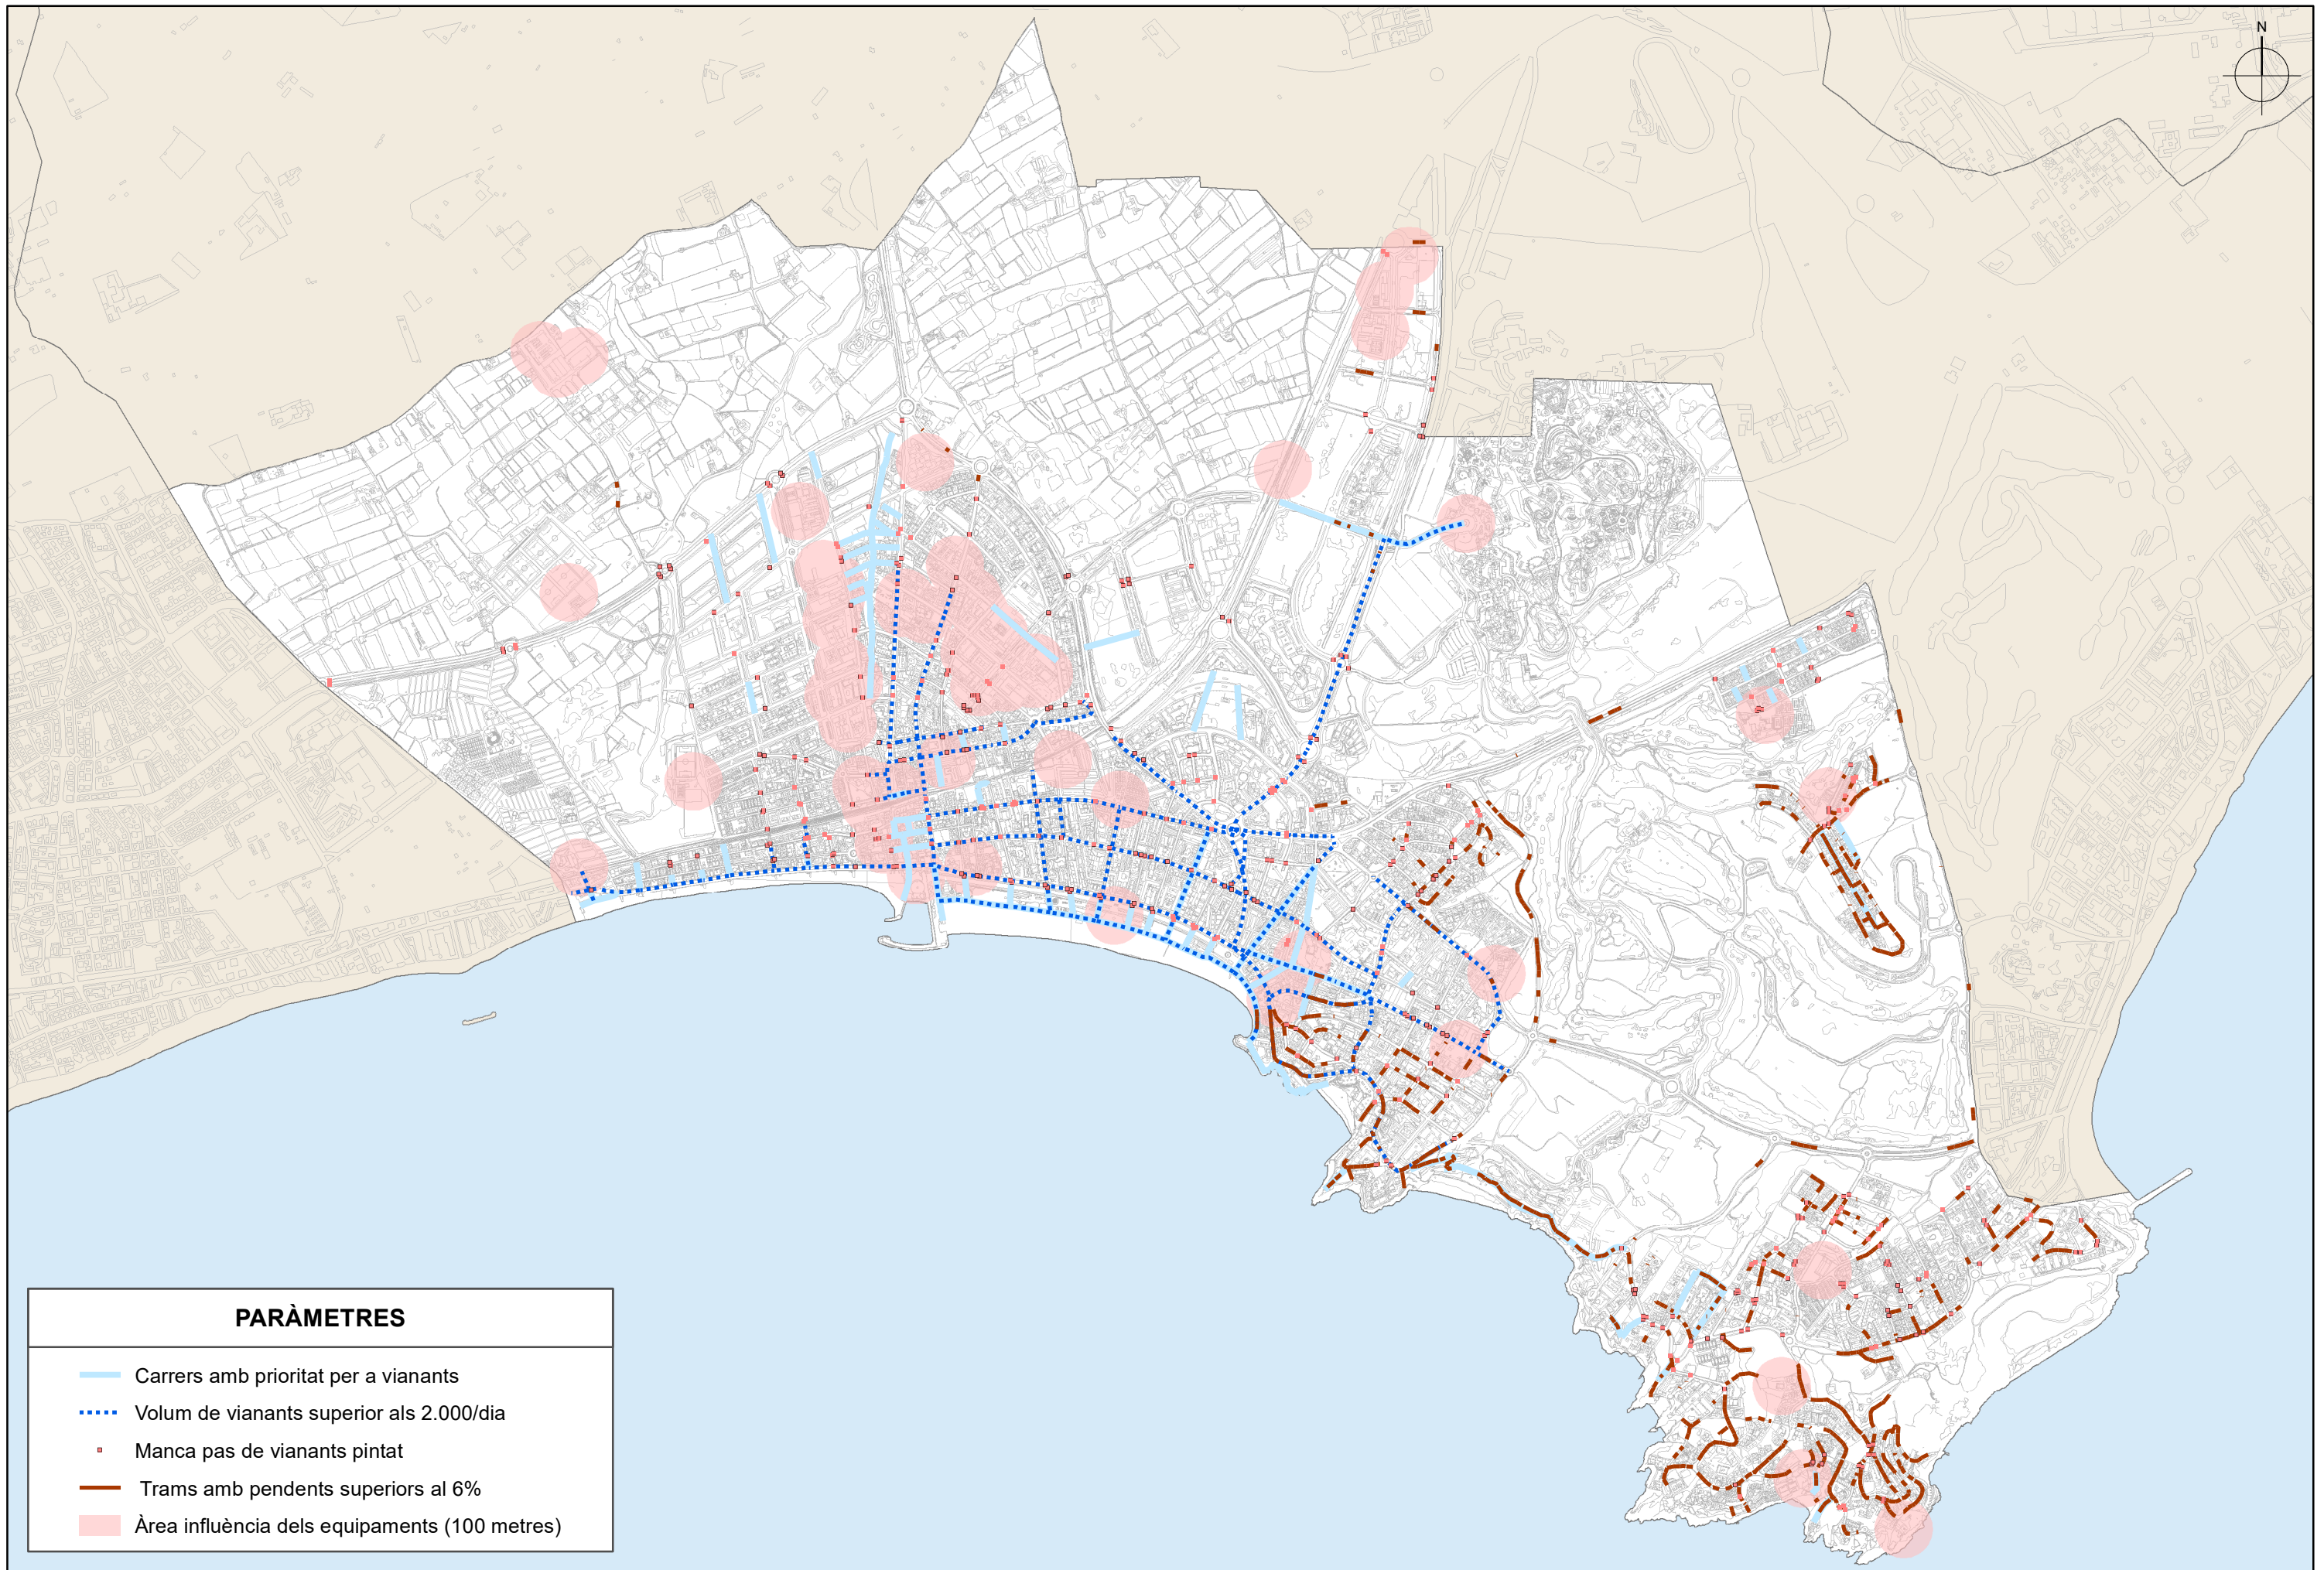 N
PARÀMETRES
Carrers amb prioritat per a vianants
Volum de vianants superior als 2.000/dia
Manca pas de vianants pintat
Trams amb pendents superiors al 6%
Àrea influència dels equipaments (100 metres)